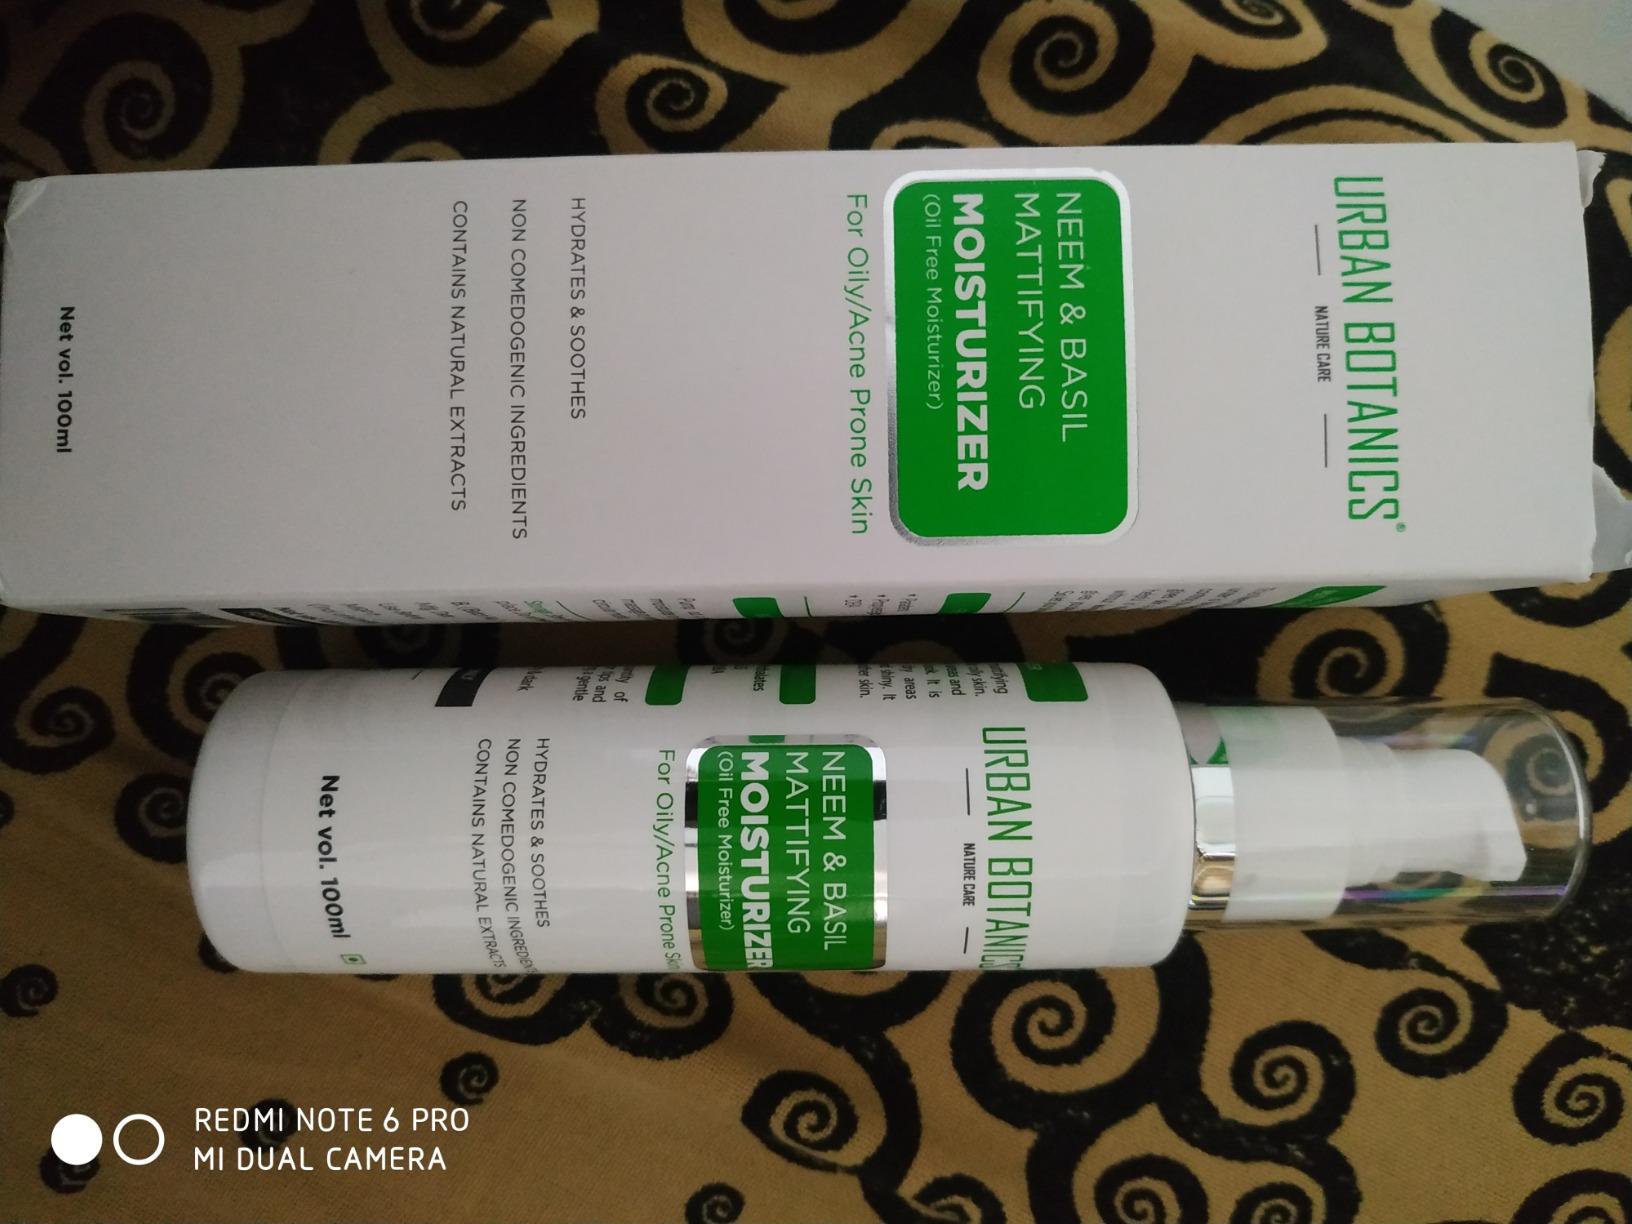 URBAN BOTANICS®
NATURE CARE
NEEM & BASIL
MATTIFYING
MOISTURIZER
(Oil Free Moisturizer)
For Oily/Acne Prone Skin
HYDRATES & SOOTHES
NON COMEDOGENIC INGREDIENTS
CONTAINS NATURAL EXTRACTS
Net vol. 100ml
URBAN BOTANICS
NATURE CARE
NEEM & BASIL
MATTIFYING
MOISTURIZER
(Oil Free Moisturizer)
For Oily/Acne Prone Skin
HYDRATES & SOOTHES
NON COMEDOGENIC INGREDIENTS
CONTAINS NATURAL EXTRACTS
Net vol. 100ml
REDMI NOTE 6 PRO
MI DUAL CAMERA